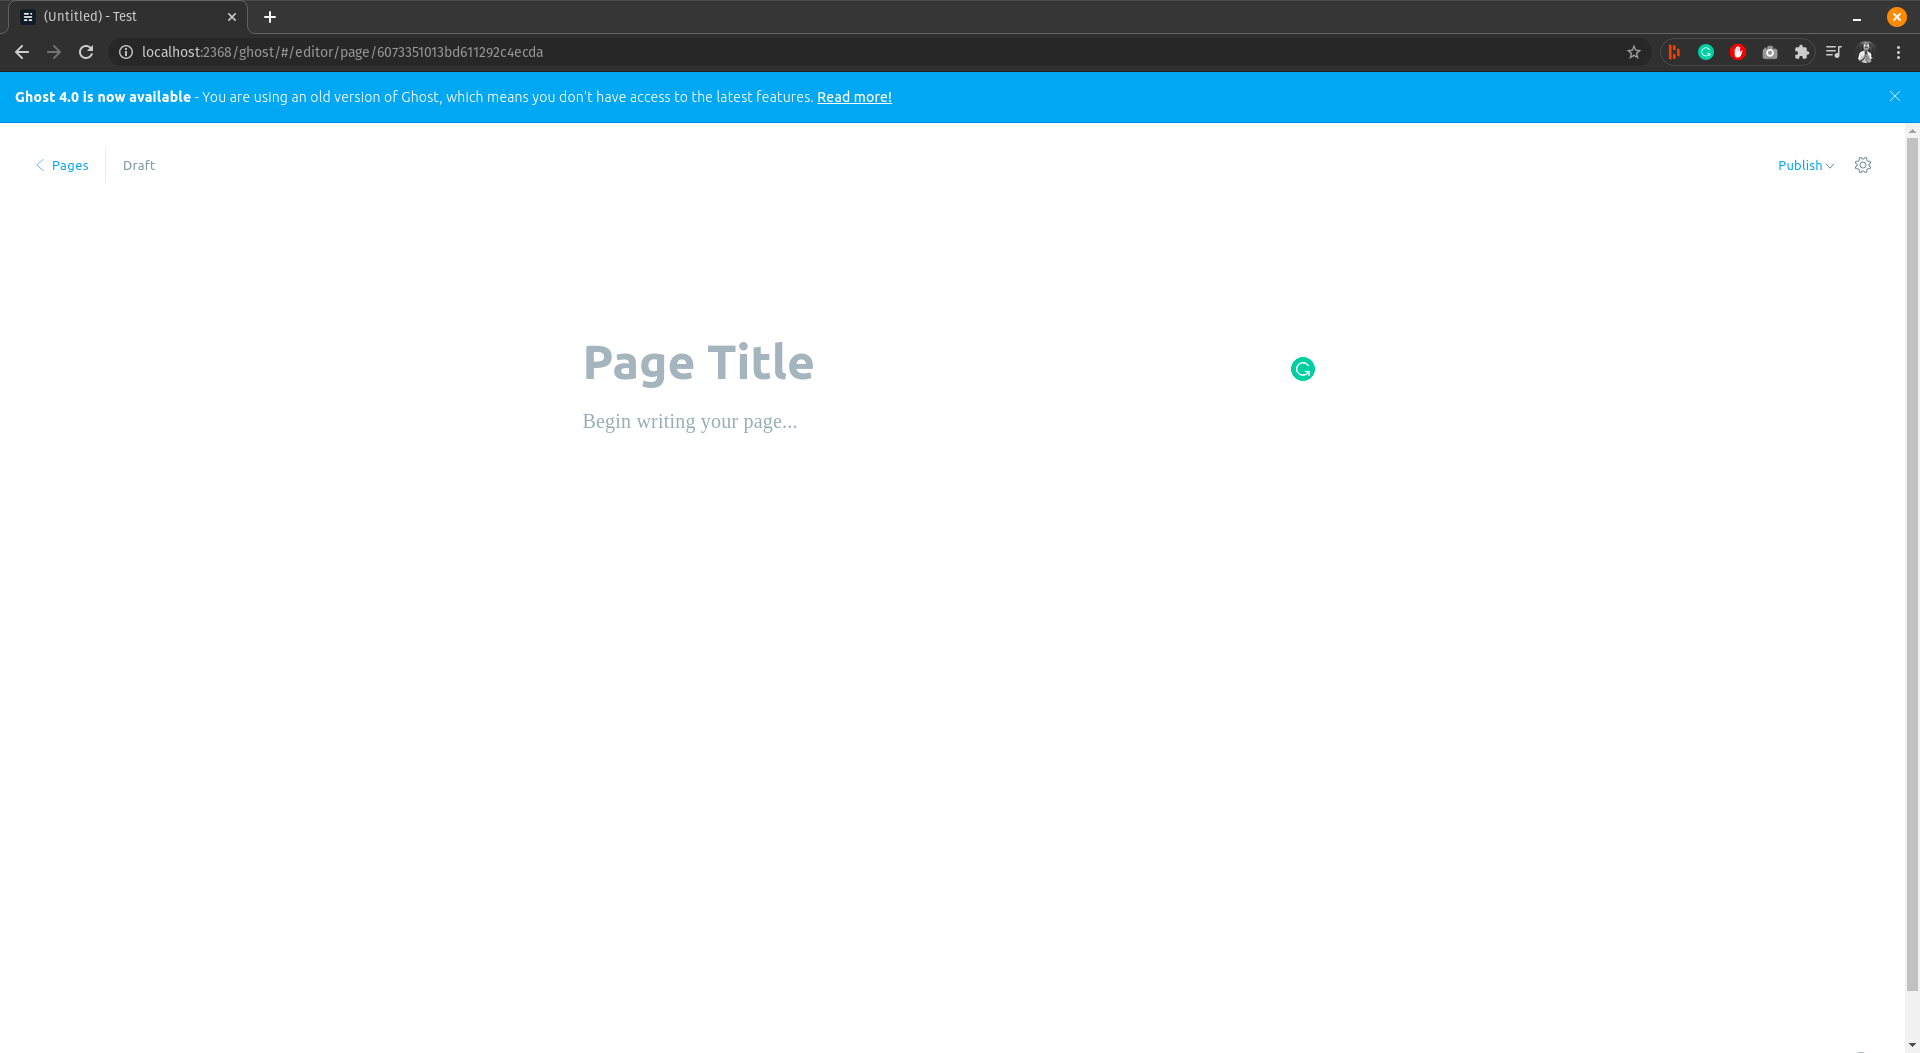 (Untitled) - Test
localhost:2368/ghost/#/editor/page/6073351013bd611292c4ecda
Ghost 4.0 is now available - You are using an old version of Ghost, which means you don't have access to the latest features. Read more!
Pages
Draft
Publish
Page Title
Begin writing your page...